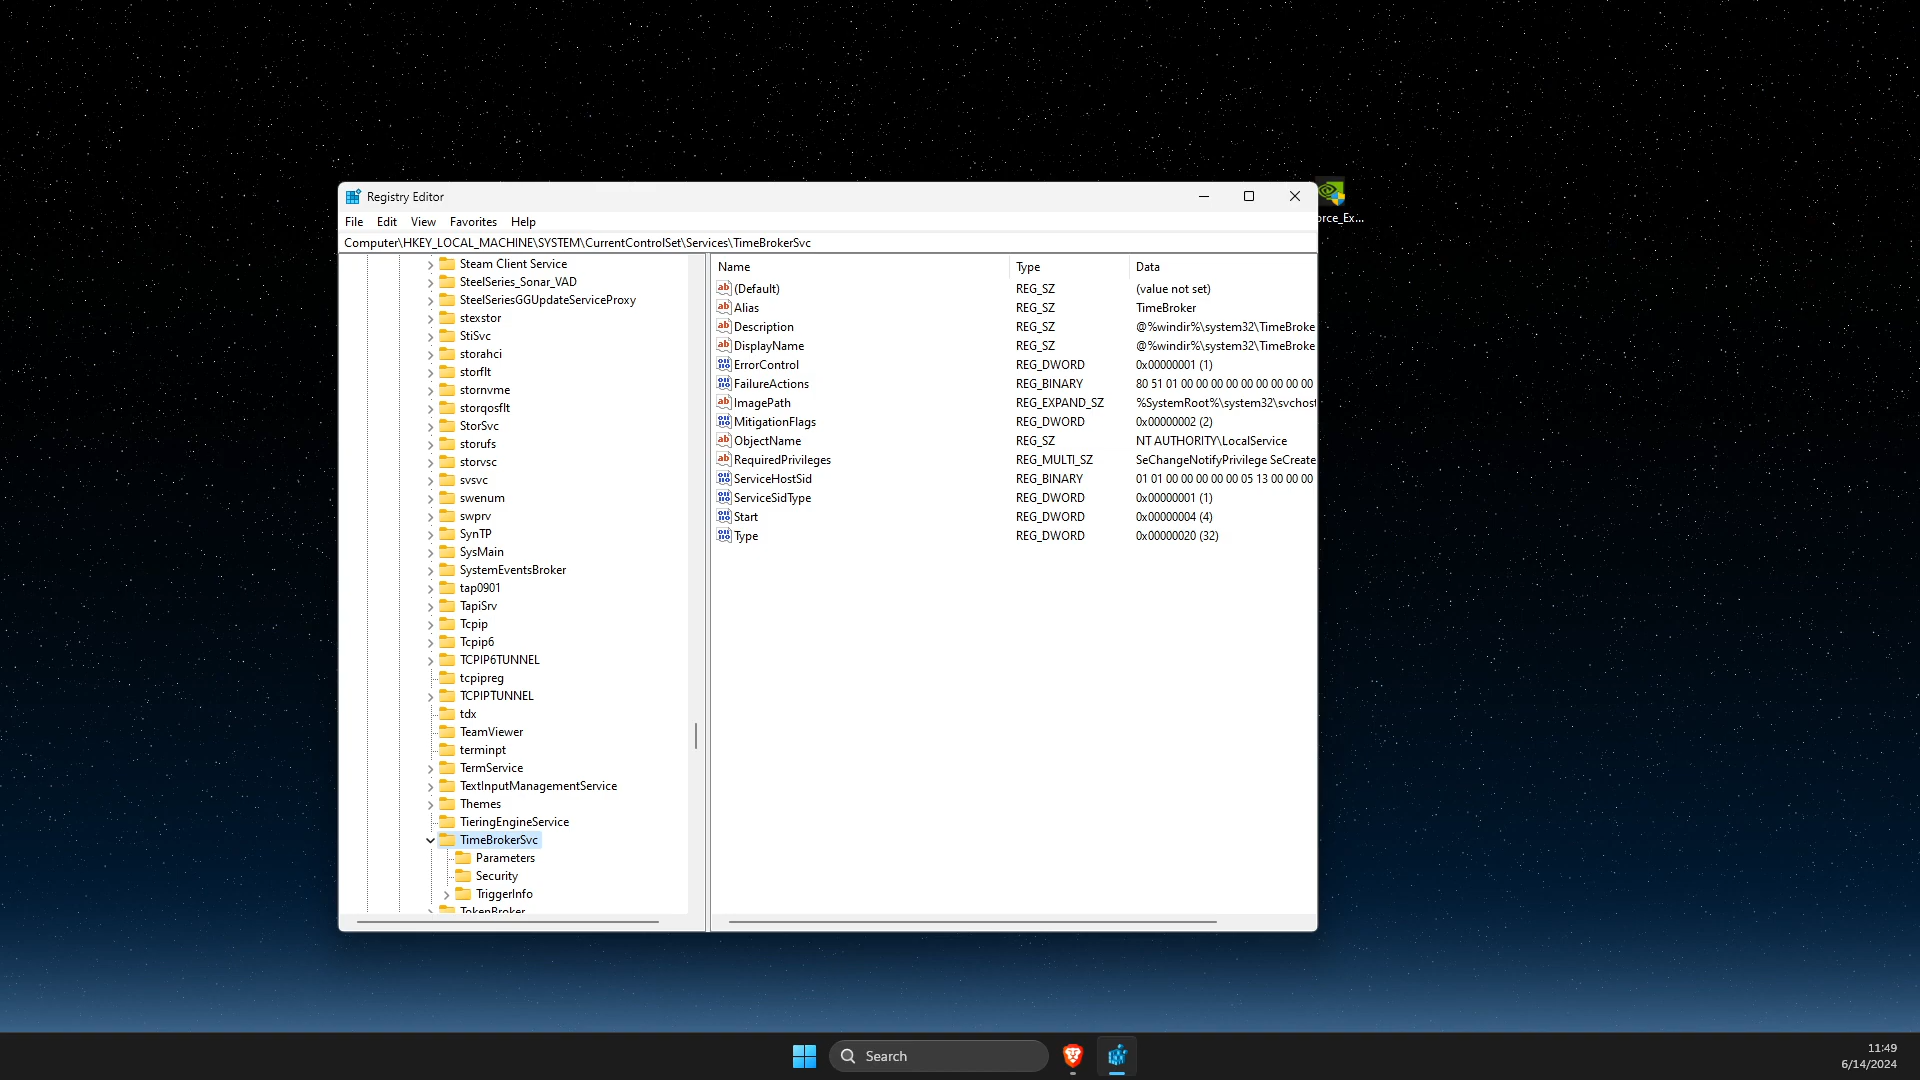 Registry Editor
orce_Ex...
File Edit View Favorites Help
Computer\HKEY_LOCAL_MACHINE\SYSTEM\CurrentControlSet\Services\TimeBrokerSvc
Steam Client Service
SteelSeries_Sonar_VAD
SteelSeriesGGUpdateServiceProxy
stexstor
StiSvc
storahci
storflt
stornvme
storqosflt
StorSvc
storufs
storvsc
svsvc
swenum
swprv
SynTP
SysMain
SystemEventsBroker
tap0901
TapiSrv
Tcpip
Tcpip6
TCPIP6TUNNEL
tcpipreg
TCPIPTUNNEL
tdx
TeamViewer
terminpt
TermService
TextInputManagementService
Themes
TieringEngineService
TimeBrokerSvc
Parameters
Security
TriggerInfo
TokenBroker
Name Type Data
(Default) REG_SZ (value not set)
Alias REG_SZ TimeBroker
Description REG_SZ @%windir%\system32\TimeBroke
DisplayName REG_SZ @%windir%\system32\TimeBroke
ErrorControl REG_DWORD 0x00000001 (1)
FailureActions REG_BINARY 80 51 01 00 00 00 00 00 00 00 00 00
ImagePath REG_EXPAND_SZ %SystemRoot%\system32\svchost
MitigationFlags REG_DWORD 0x00000002 (2)
ObjectName REG_SZ NT AUTHORITY\LocalService
RequiredPrivileges REG_MULTI_SZ SeChangeNotifyPrivilege SeCreate
ServiceHostSid REG_BINARY 01 01 00 00 00 00 00 05 13 00 00 00
ServiceSidType REG_DWORD 0x00000001 (1)
Start REG_DWORD 0x00000004 (4)
Type REG_DWORD 0x00000020 (32)
Search
11:49
6/14/2024